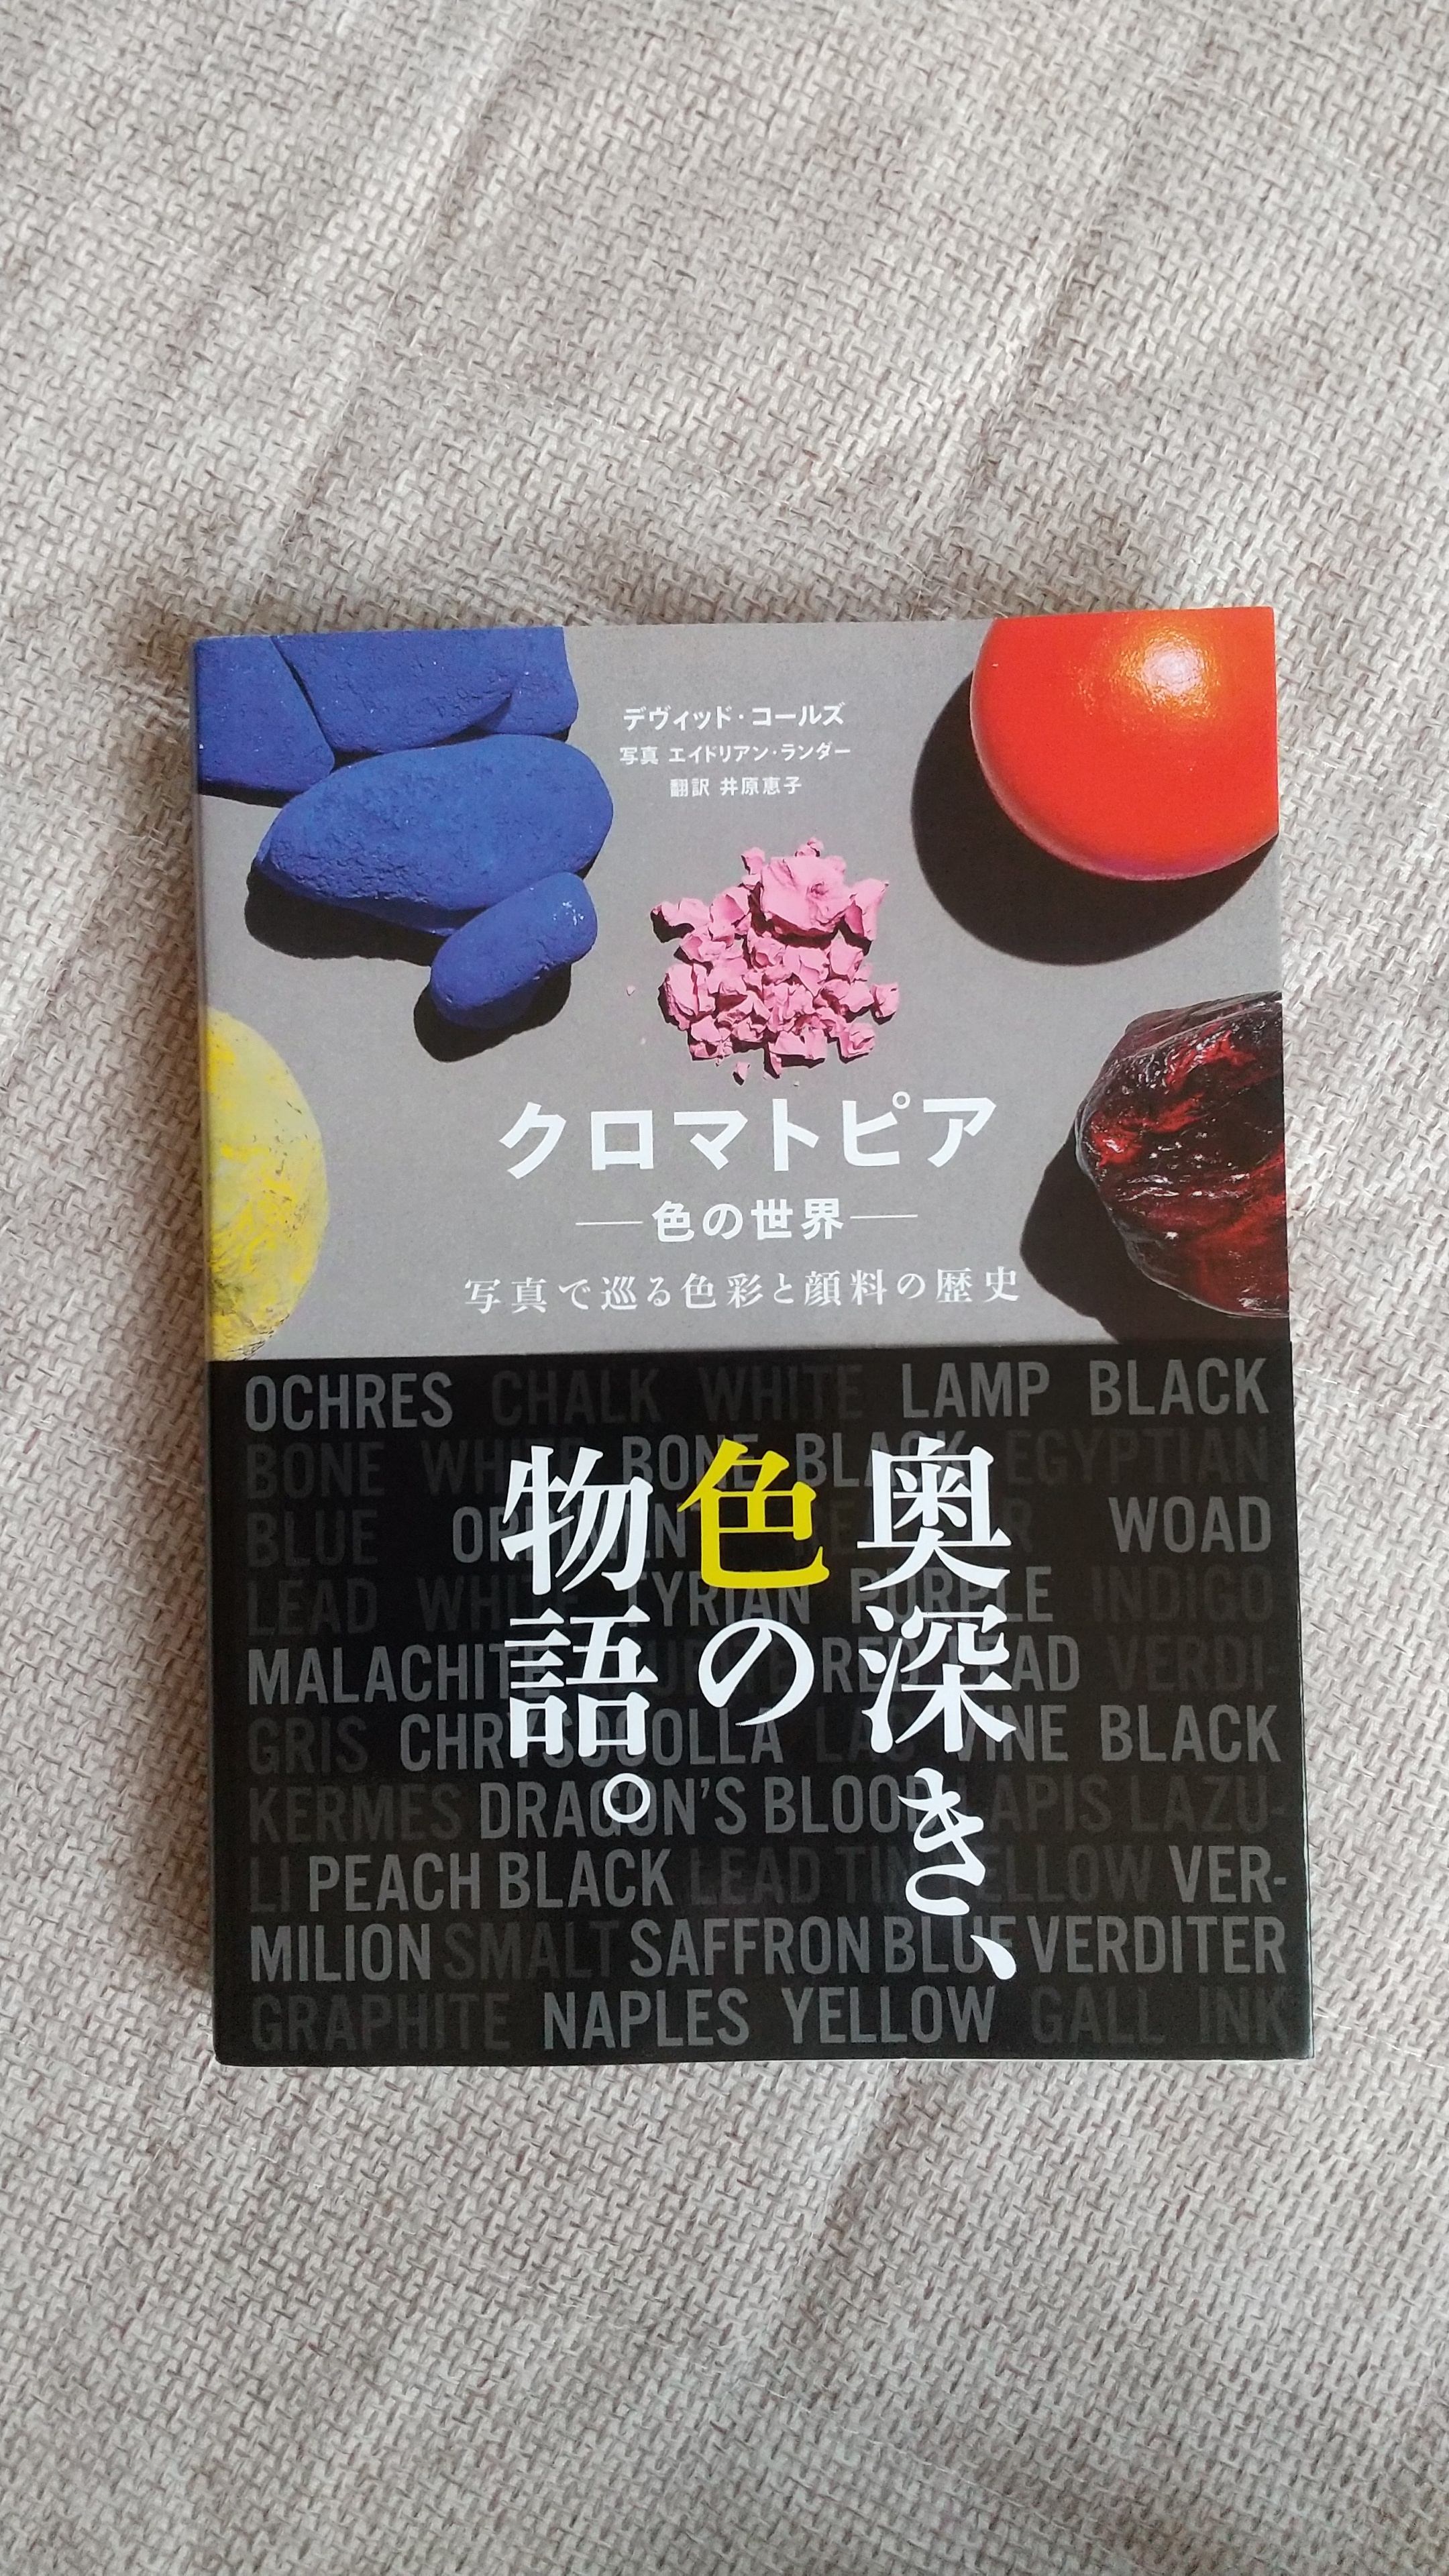 デヴィッド・コールズ
写真 エイドリアン・ランダー
翻訳 井原恵子
クロマトピア
―色の世界―
写真で巡る色彩と顔料の歴史
奥深き、
色の
物語。
OCHRES CHALK WHITE LAMP BLACK
BONE WHITE BONE BLACK EGYPTIAN
BLUE ORPIMENT WOAD
LEAD WHITE TYRIAN PURPLE INDIGO
MALACHITE RED LEAD VERDI-
GRIS CHRYSOCOLLA LAC VINE BLACK
KERMES DRAGON'S BLOOD LAPIS LAZU-
LI PEACH BLACK LEAD TIN YELLOW VER-
MILION SMALT SAFFRON BLUE VERDITER
GRAPHITE NAPLES YELLOW GALL INK